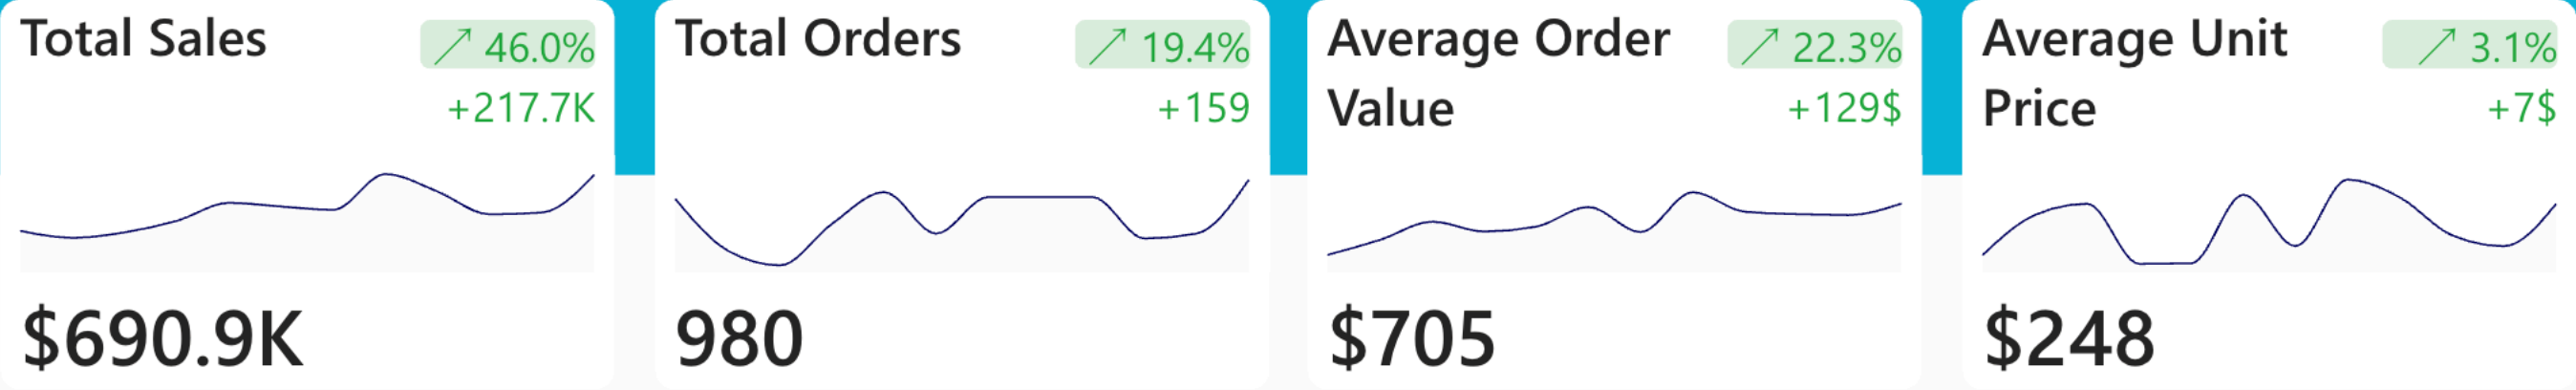 Total Sales
↗ 46.0%
+217.7K
$690.9K
Total Orders
↗ 19.4%
+159
980
Average Order
Value
↗ 22.3%
+129$
$705
Average Unit
Price
↗ 3.1%
+7$
$248